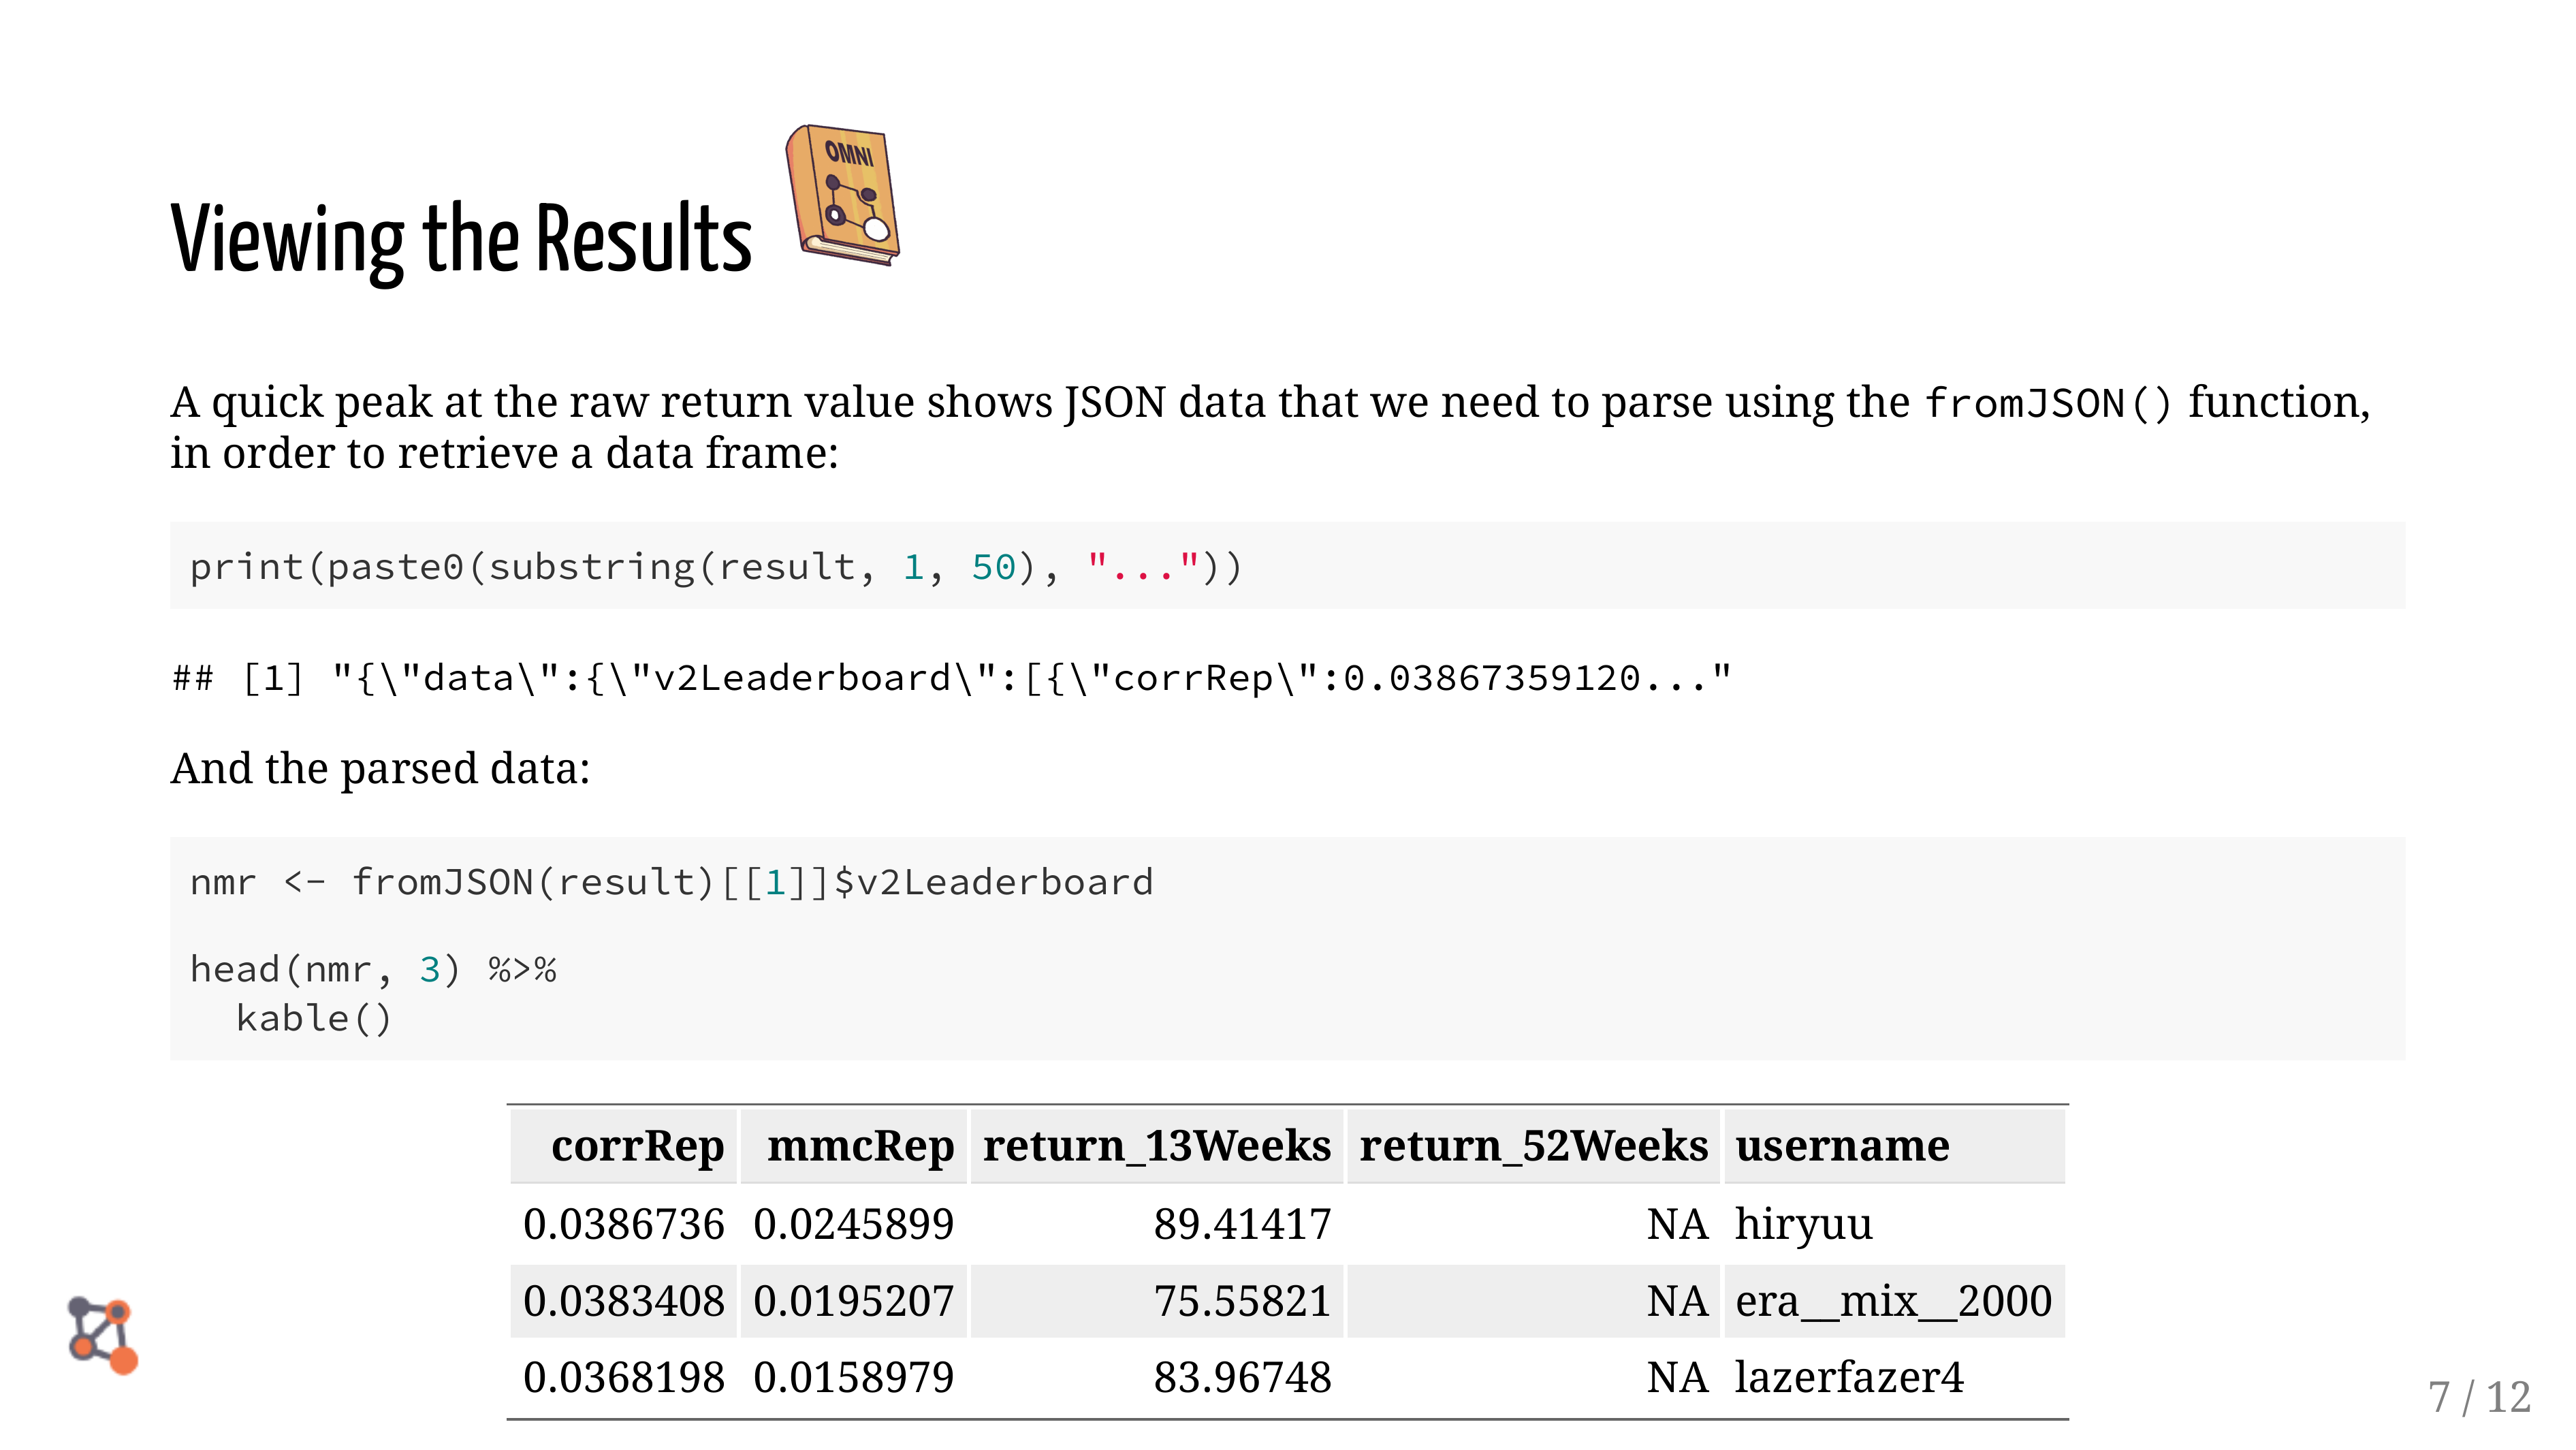 OMNI
Viewing the Results
A quick peak at the raw return value shows JSON data that we need to parse using the fromJSON() function,
in order to retrieve a data frame:
print(paste0(substring(result, 1, 50), "..."))
## [1] "{\"data\":{\"v2Leaderboard\":[{\"corrRep\":0.03867359120..."
And the parsed data:
nmr <- fromJSON(result)[[1]]$v2Leaderboard
head(nmr, 3) %>%
  kable()
corrRep mmcRep return_13Weeks return_52Weeks username
0.0386736 0.0245899 89.41417 NA hiryuu
0.0383408 0.0195207 75.55821 NA era__mix__2000
0.0368198 0.0158979 83.96748 NA lazerfazer4
7 / 12